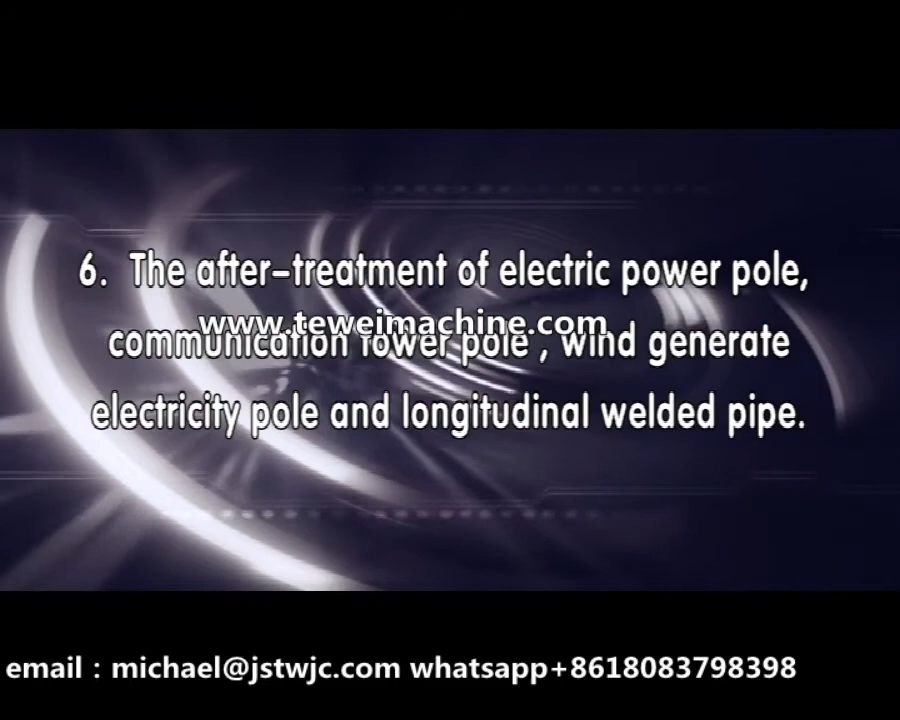 6. The after-treatment of electric power pole,
www.teweimachine.com
communication tower pole , wind generate
electricity pole and longitudinal welded pipe.
email : michael@jstwjc.com whatsapp+8618083798398